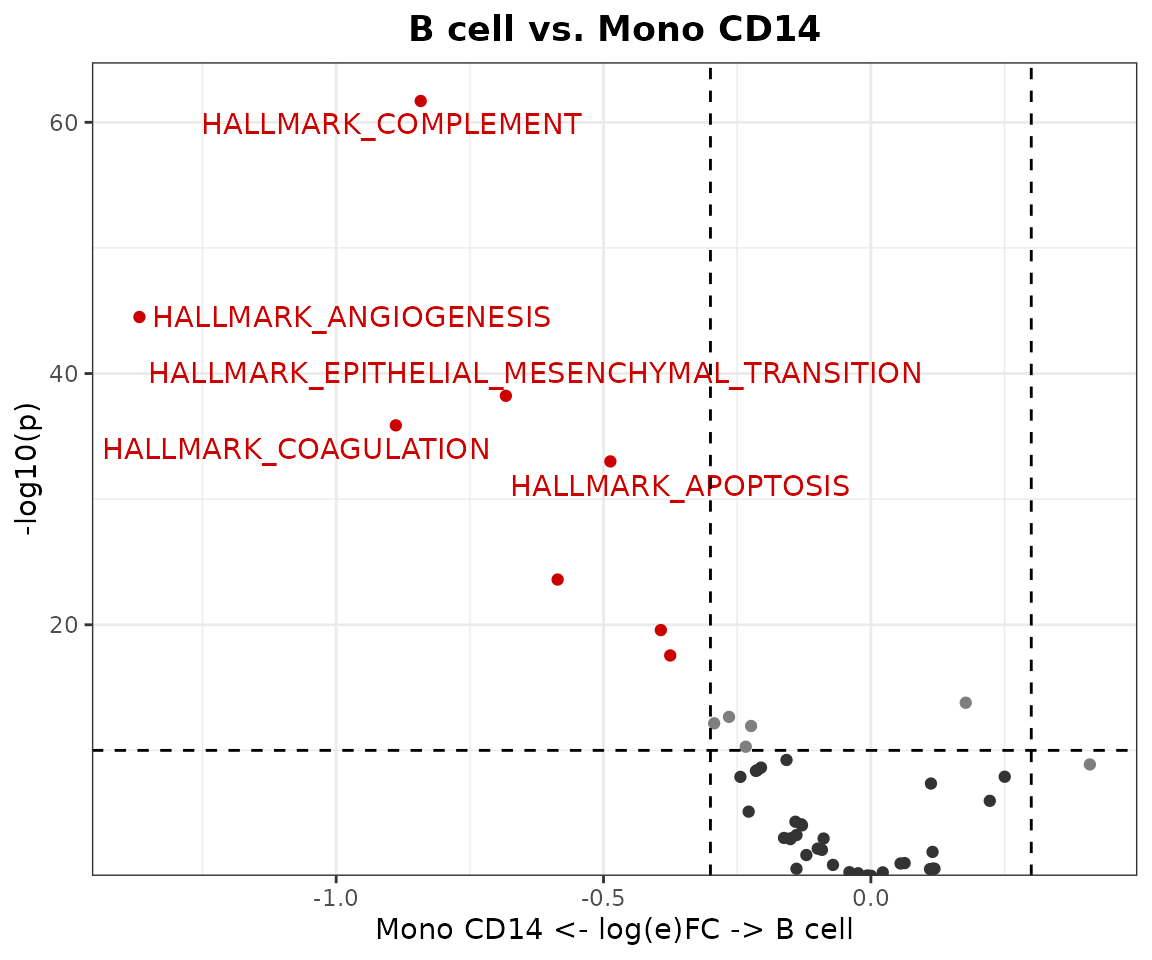 B cell vs. Mono CD14
60
HALLMARK_COMPLEMENT
HALLMARK_ANGIOGENESIS
40
HALLMARK_EPITHELIAL_MESENCHYMAL_TRANSITION
HALLMARK_COAGULATION
HALLMARK_APOPTOSIS
-log10(p)
20
-1.0
-0.5
0.0
Mono CD14 <- log(e)FC -> B cell